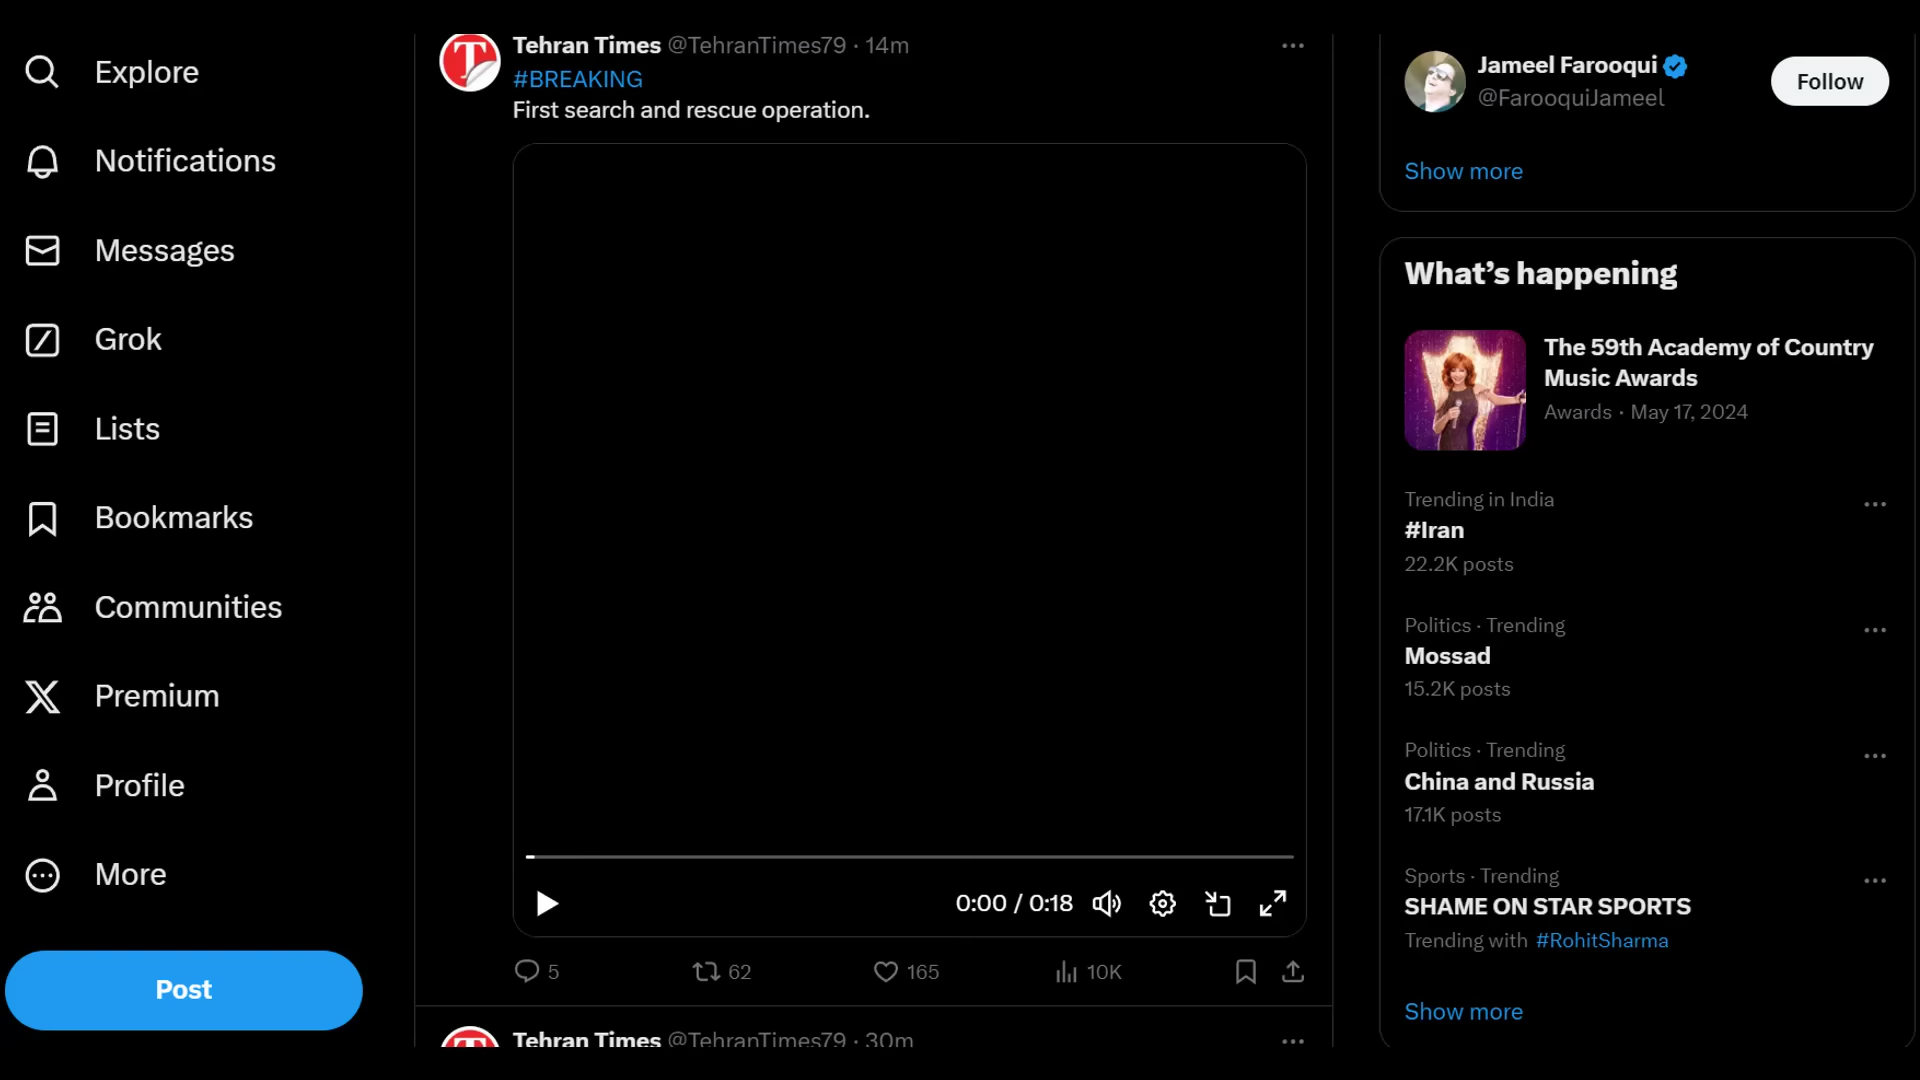 Explore
Notifications
Messages
Grok
Lists
Bookmarks
Communities
Premium
Profile
More
Post
Tehran Times @TehranTimes79 · 14m
#BREAKING
First search and rescue operation.
0:00 / 0:18
5 62 165 10K
Tehran Times @TehranTimes79 · 30m
Jameel Farooqui
@FarooquiJameel
Follow
Show more
What’s happening
The 59th Academy of Country
Music Awards
Awards · May 17, 2024
Trending in India
#Iran
22.2K posts
Politics · Trending
Mossad
15.2K posts
Politics · Trending
China and Russia
17.1K posts
Sports · Trending
SHAME ON STAR SPORTS
Trending with #RohitSharma
Show more